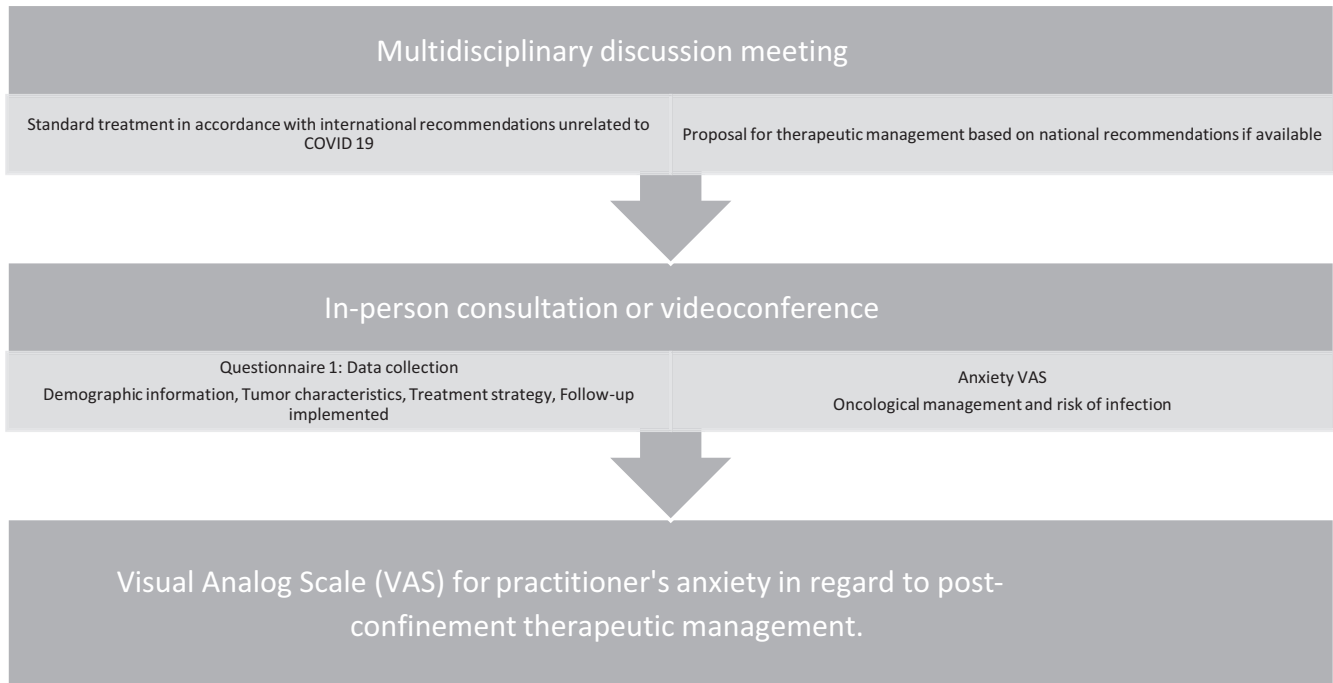 Multidisciplinary discussion meeting
Standard treatment in accordance with international recommendations unrelated to
COVID 19
Proposal for therapeutic management based on national recommendations if available
In-person consultation or videoconference
Questionnaire 1: Data collection
Demographic information, Tumor characteristics, Treatment strategy, Follow-up
implemented
Anxiety VAS
Oncological management and risk of infection
Visual Analog Scale (VAS) for practitioner's anxiety in regard to post-
confinement therapeutic management.